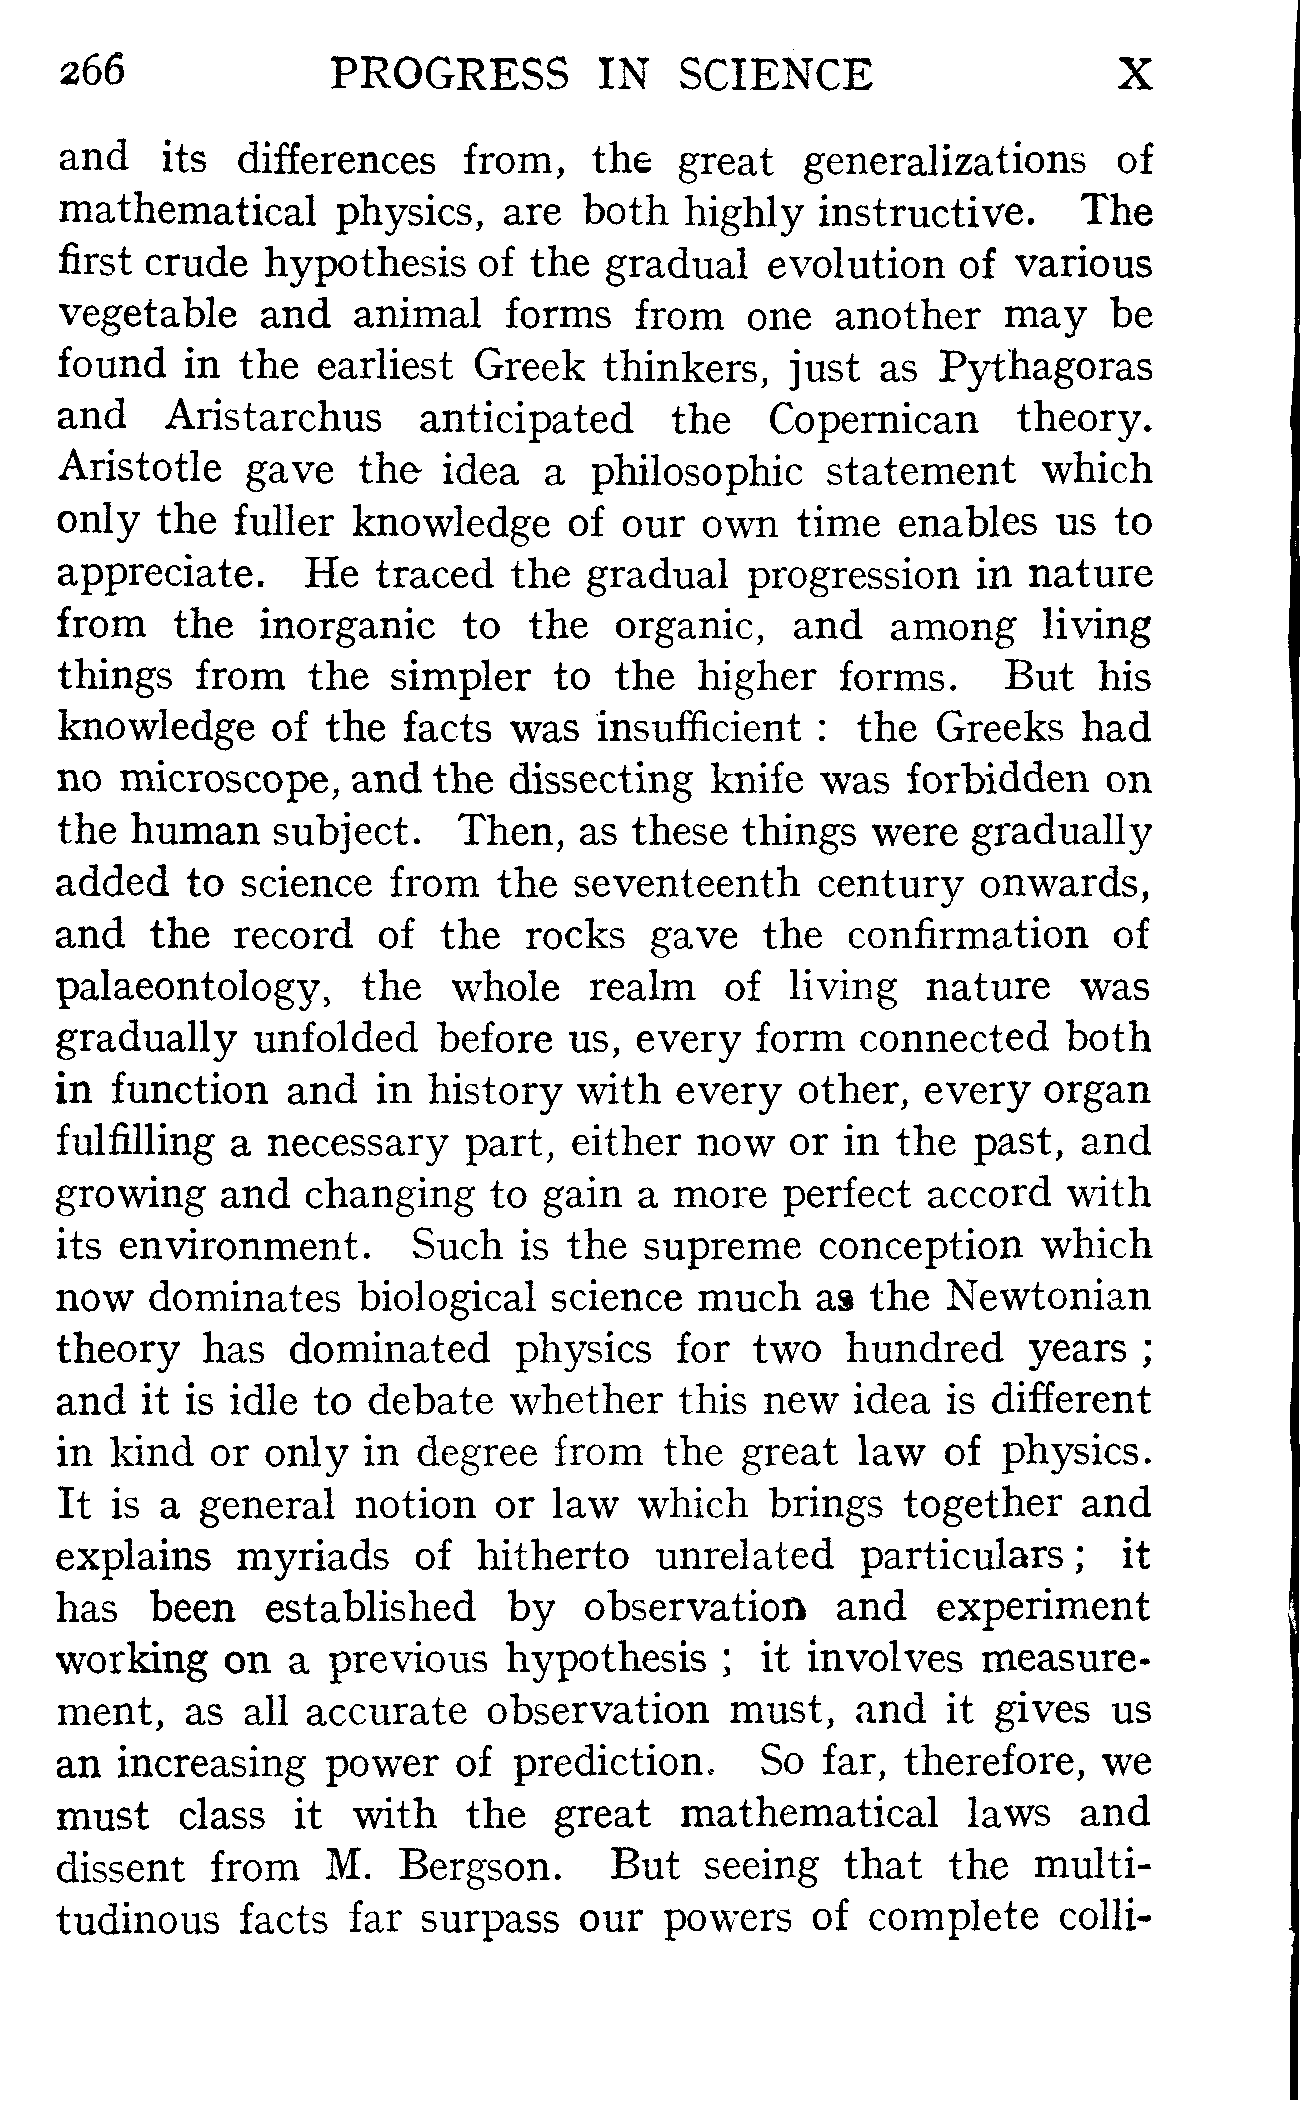 266 PROGRESS IN SCIENCE X
and its differences from, the great generalizations of
mathematical physics, are both highly instructive. The
first crude hypothesis of the gradual evolution of various
vegetable and animal forms from one another may be
found in the earliest Greek thinkers, just as Pythagoras
and Aristarchus anticipated the Copernican theory.
Aristotle gave the idea a philosophic statement which
only the fuller knowledge of our own time enables us to
appreciate. He traced the gradual progression in nature
from the inorganic to the organic, and among living
things from the simpler to the higher forms. But his
knowledge of the facts was insufficient : the Greeks had
no microscope, and the dissecting knife was forbidden on
the human subject. Then, as these things were gradually
added to science from the seventeenth century onwards,
and the record of the rocks gave the confirmation of
palaeontology, the whole realm of living nature was
gradually unfolded before us, every form connected both
in function and in history with every other, every organ
fulfilling a necessary part, either now or in the past, and
growing and changing to gain a more perfect accord with
its environment. Such is the supreme conception which
now dominates biological science much as the Newtonian
theory has dominated physics for two hundred years ;
and it is idle to debate whether this new idea is different
in kind or only in degree from the great law of physics.
It is a general notion or law which brings together and
explains myriads of hitherto unrelated particulars ; it
has been established by observation and experiment
working on a previous hypothesis ; it involves measure-
ment, as all accurate observation must, and it gives us
an increasing power of prediction. So far, therefore, we
must class it with the great mathematical laws and
dissent from M. Bergson. But seeing that the multi-
tudinous facts far surpass our powers of complete colli-